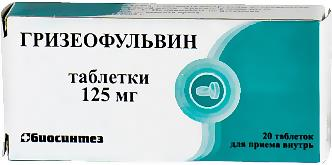 ГРИЗЕОФУЛЬВИН
таблетки
125 мг
биосинтез
20 таблеток
для приема внутрь